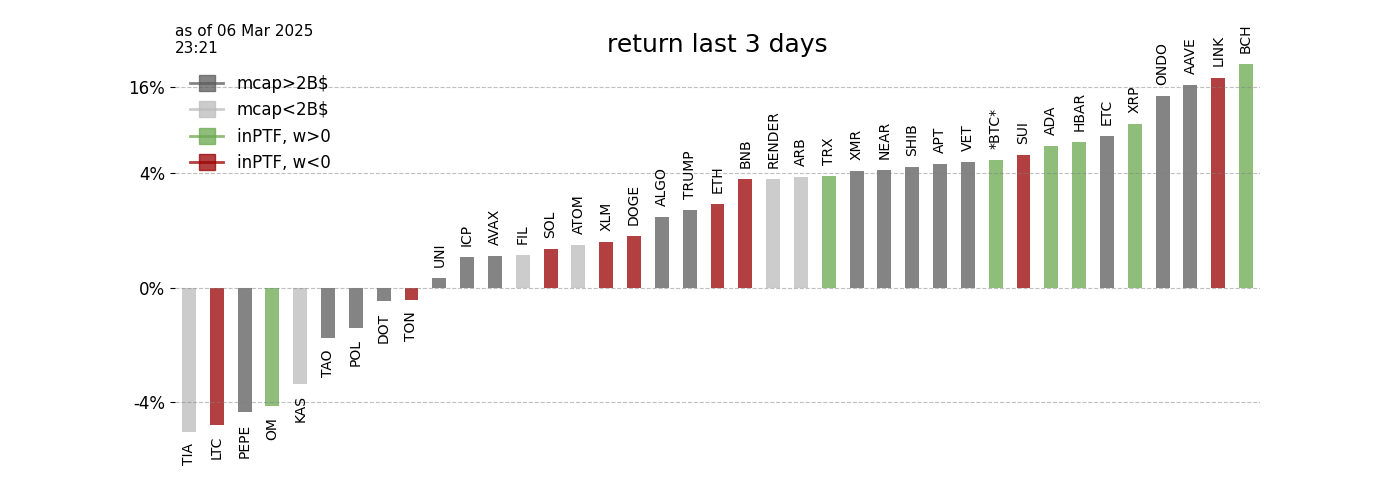 as of 06 Mar 2025
23:21
return last 3 days
mcap>2B$
mcap<2B$
inPTF, w>0
inPTF, w<0
16%
4%
0%
-4%
TIA
LTC
PEPE
OM
KAS
TAO
POL
DOT
TON
UNI
ICP
AVAX
FIL
SOL
ATOM
XLM
DOGE
ALGO
TRUMP
ETH
BNB
RENDER
ARB
TRX
XMR
NEAR
SHIB
APT
VET
*BTC*
SUI
ADA
HBAR
ETC
XRP
ONDO
AAVE
LINK
BCH